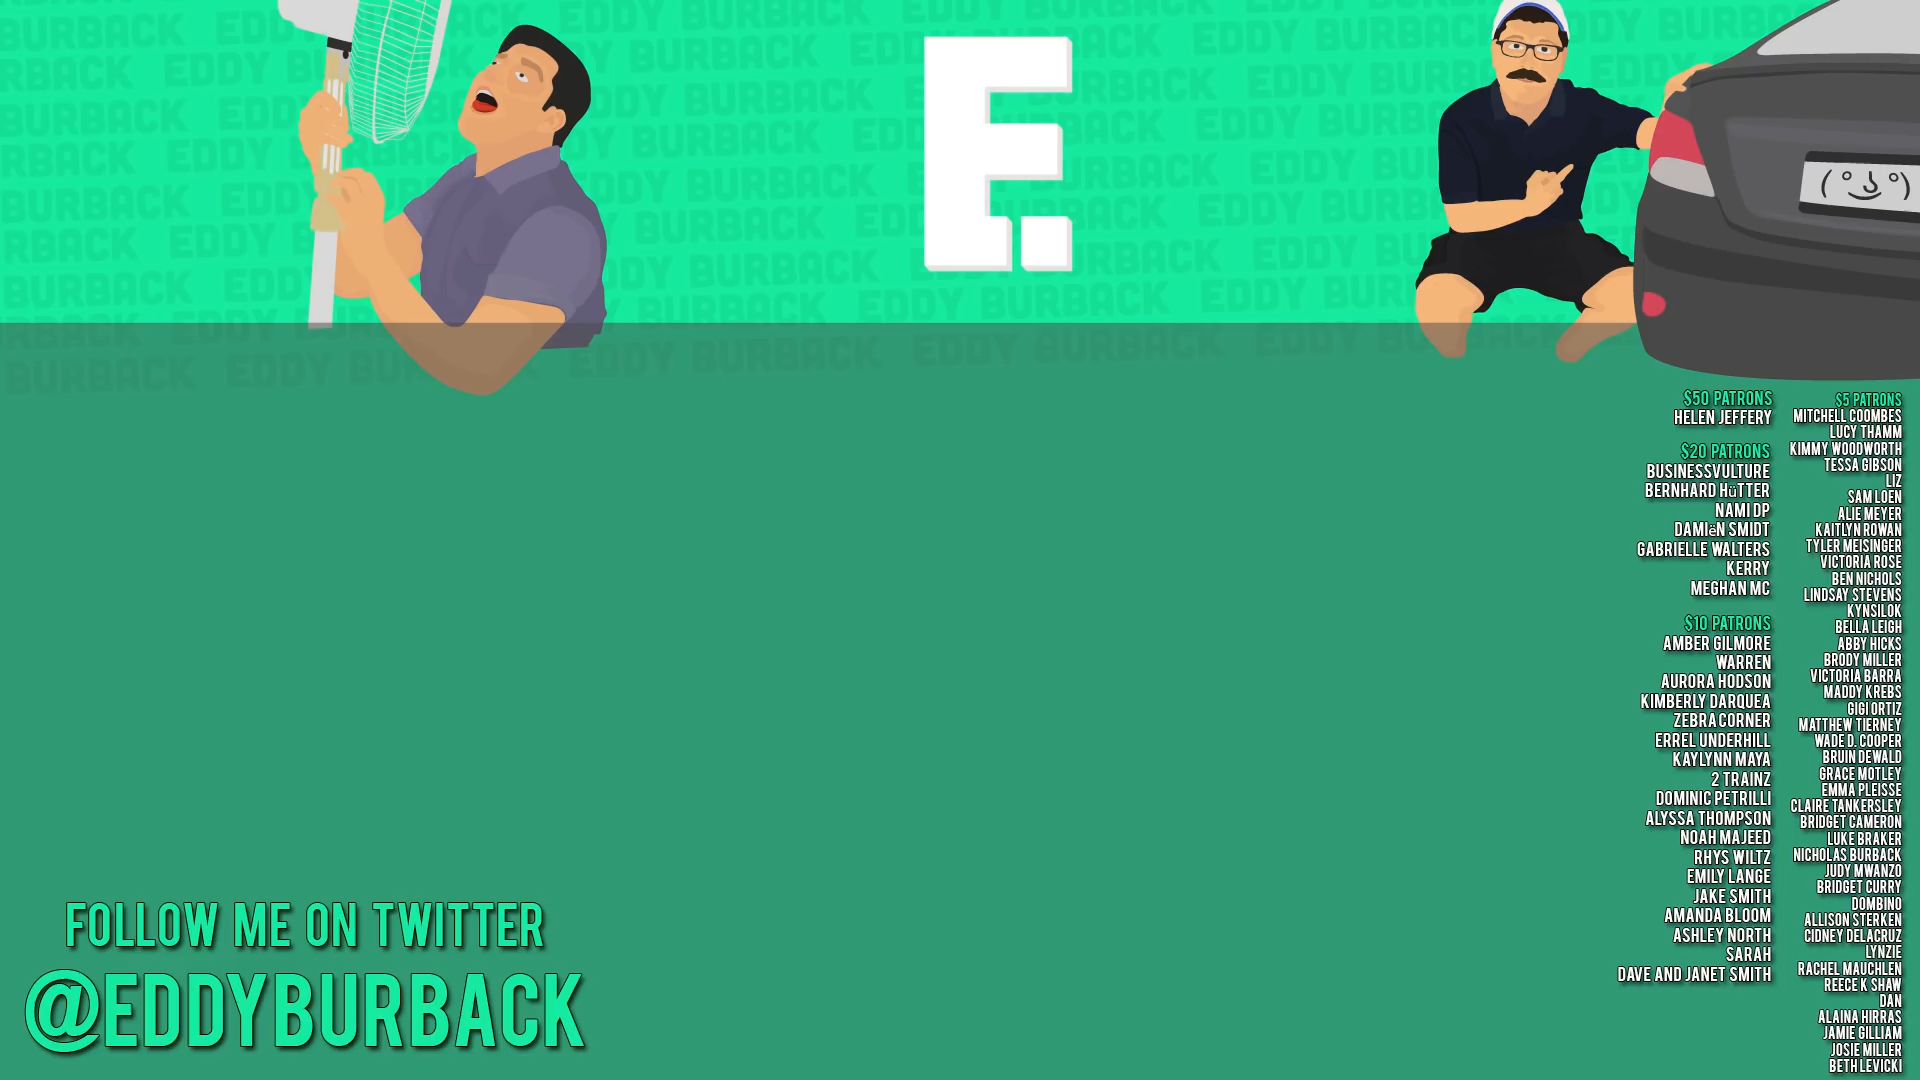 EDDY BURBACK
E.
( ͡° ͜ʖ ͡°)
$50 PATRONS
HELEN JEFFERY
$20 PATRONS
BUSINESSVULTURE
BERNHARD HüTTER
NAMI DP
DAMIëN SMIDT
GABRIELLE WALTERS
KERRY
MEGHAN MC
$10 PATRONS
AMBER GILMORE
WARREN
AURORA HODSON
KIMBERLY DARQUEA
ZEBRA CORNER
ERREL UNDERHILL
KAYLYNN MAYA
2 TRAINZ
DOMINIC PETRILLI
ALYSSA THOMPSON
NOAH MAJEED
RHYS WILTZ
EMILY LANGE
JAKE SMITH
AMANDA BLOOM
ASHLEY NORTH
SARAH
DAVE AND JANET SMITH
$5 PATRONS
MITCHELL COOMBES
LUCY THAMM
KIMMY WOODWORTH
TESSA GIBSON
LIZ
SAM LOEN
ALIE MEYER
KAITLYN ROWAN
TYLER MEISINGER
VICTORIA ROSE
BEN NICHOLS
LINDSAY STEVENS
KYNSILOK
BELLA LEIGH
ABBY HICKS
BRODY MILLER
VICTORIA BARRA
MADDY KREBS
GIGI ORTIZ
MATTHEW TIERNEY
WADE D. COOPER
BRUIN DEWALD
GRACE MOTLEY
EMMA PLEISSE
CLAIRE TANKERSLEY
BRIDGET CAMERON
LUKE BRAKER
NICHOLAS BURBACK
JUDY MWANZO
BRIDGET CURRY
DOMBINO
ALLISON STERKEN
CIDNEY DELACRUZ
LYNZIE
RACHEL MAUCHLEN
REECE K SHAW
DAN
ALAINA HIRRAS
JAMIE GILLIAM
JOSIE MILLER
BETH LEVICKI
FOLLOW ME ON TWITTER
@EDDYBURBACK